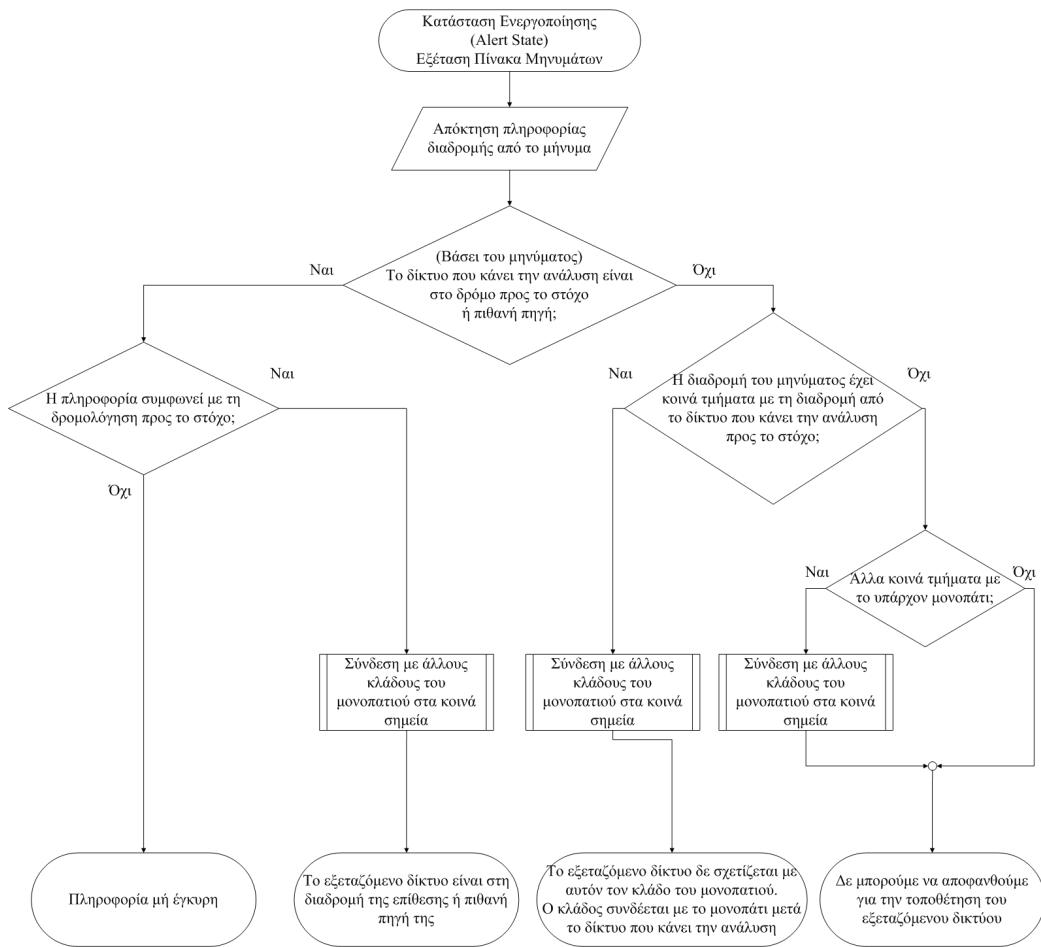 Κατάσταση Ενεργοποίησης
(Alert State)
Εξέταση Πίνακα Μηνυμάτων
Απόκτηση πληροφορίας
διαδρομής από το μήνυμα
(Βάσει του μηνύματος)
Το δίκτυο που κάνει την ανάλυση είναι
στο δρόμο προς το στόχο
ή πιθανή πηγή;
Ναι
Όχι
Η πληροφορία συμφωνεί με τη
δρομολόγηση προς το στόχο;
Ναι
Όχι
Η διαδρομή του μηνύματος έχει
κοινά τμήματα με τη διαδρομή από
το δίκτυο που κάνει την ανάλυση
προς το στόχο;
Ναι
Όχι
Άλλα κοινά τμήματα με
το υπάρχον μονοπάτι;
Ναι
Όχι
Σύνδεση με άλλους
κλάδους του
μονοπατιού στα κοινά
σημεία
Σύνδεση με άλλους
κλάδους του
μονοπατιού στα κοινά
σημεία
Σύνδεση με άλλους
κλάδους του
μονοπατιού στα κοινά
σημεία
Πληροφορία μή έγκυρη
Το εξεταζόμενο δίκτυο είναι στη
διαδρομή της επίθεσης ή πιθανή
πηγή της
Το εξεταζόμενο δίκτυο δε σχετίζεται με
αυτόν τον κλάδο του μονοπατιού.
Ο κλάδος συνδέεται με το μονοπάτι μετά
το δίκτυο που κάνει την ανάλυση
Δε μπορούμε να αποφανθούμε
για την τοποθέτηση του
εξεταζόμενου δικτύου